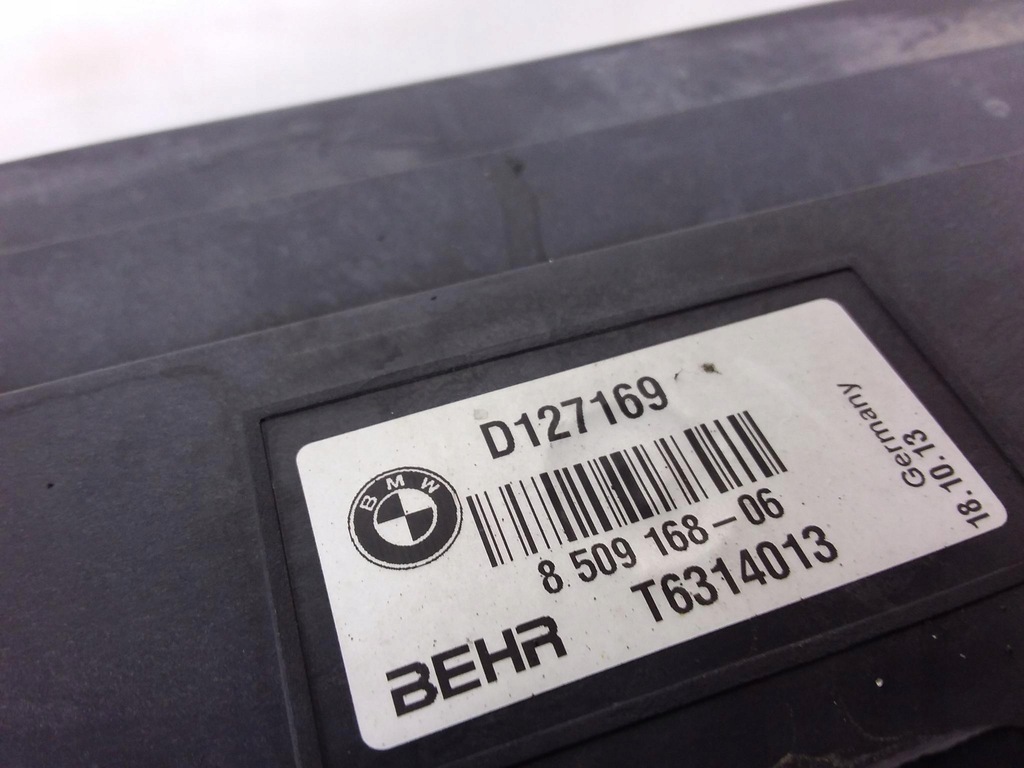 D127169
BMW
8 509 168-06
T6314013
BEHR
Germany
18.10.13